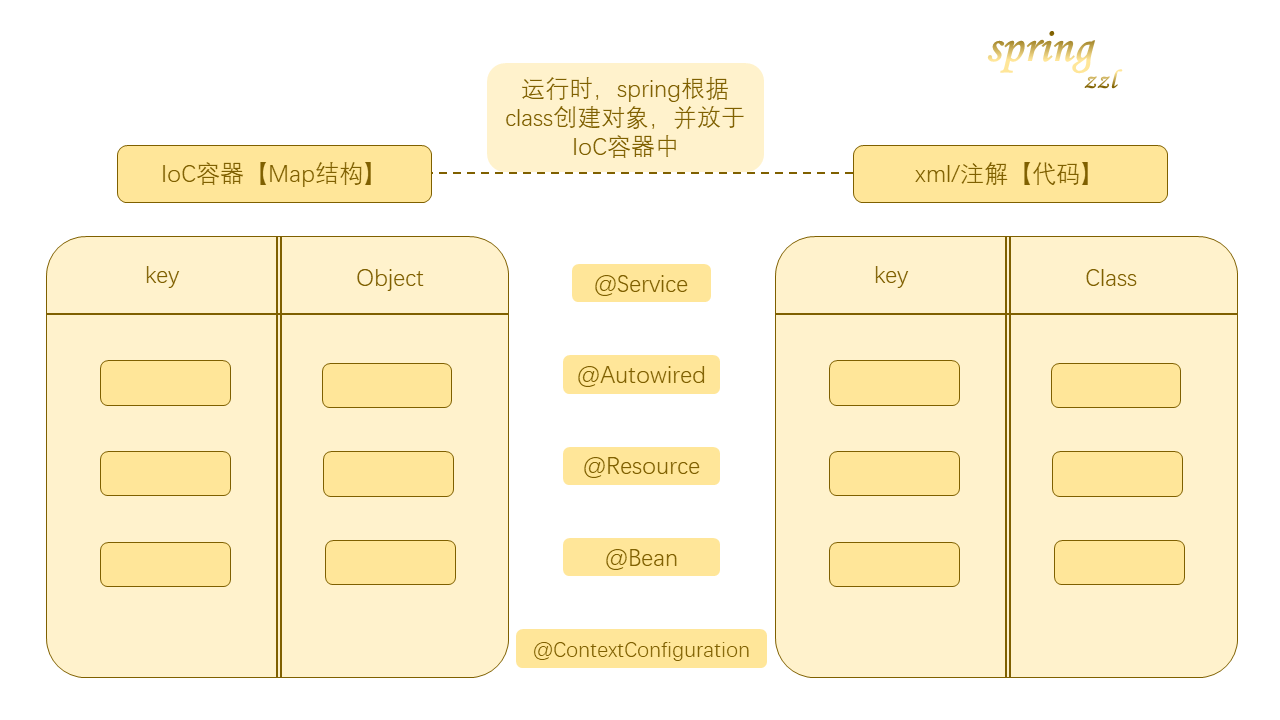 spring
zzl
运行时，spring根据
class创建对象，并放于
IoC容器中
IoC容器【Map结构】
xml/注解【代码】
key
Object
@Service
@Autowired
@Resource
@Bean
@ContextConfiguration
key
Class